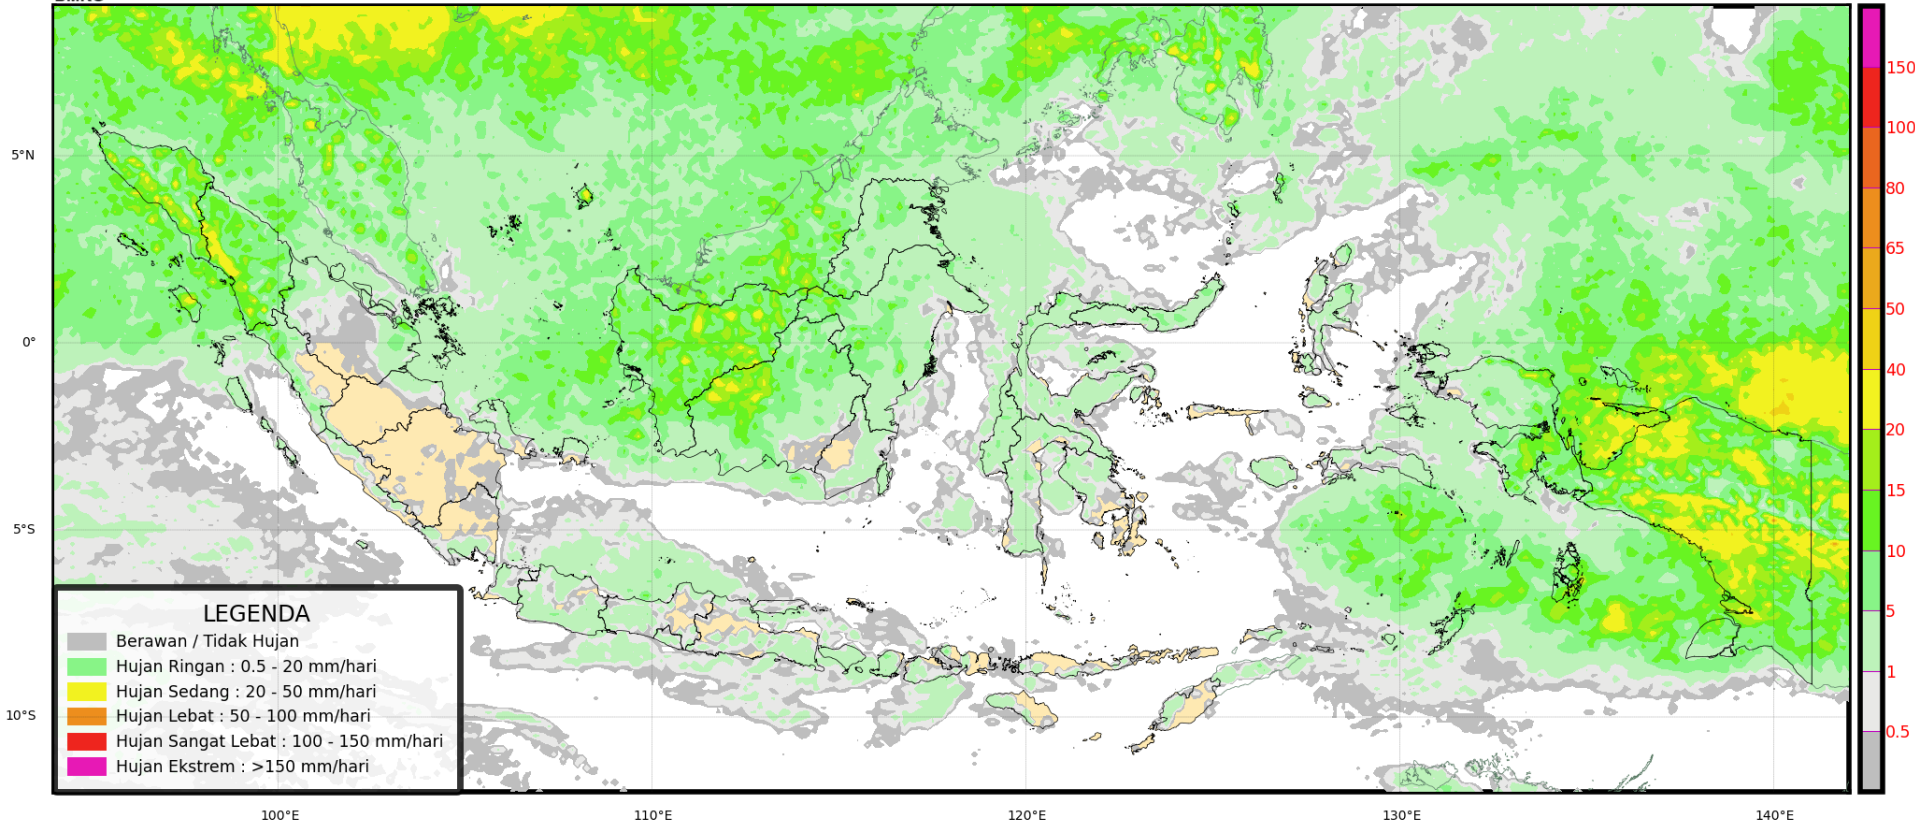 5°N
0°
5°S
10°S
100°E
110°E
120°E
130°E
140°E
LEGENDA
Berawan / Tidak Hujan
Hujan Ringan : 0.5 - 20 mm/hari
Hujan Sedang : 20 - 50 mm/hari
Hujan Lebat : 50 - 100 mm/hari
Hujan Sangat Lebat : 100 - 150 mm/hari
Hujan Ekstrem : >150 mm/hari
150
100
80
65
50
40
20
15
10
5
1
0.5